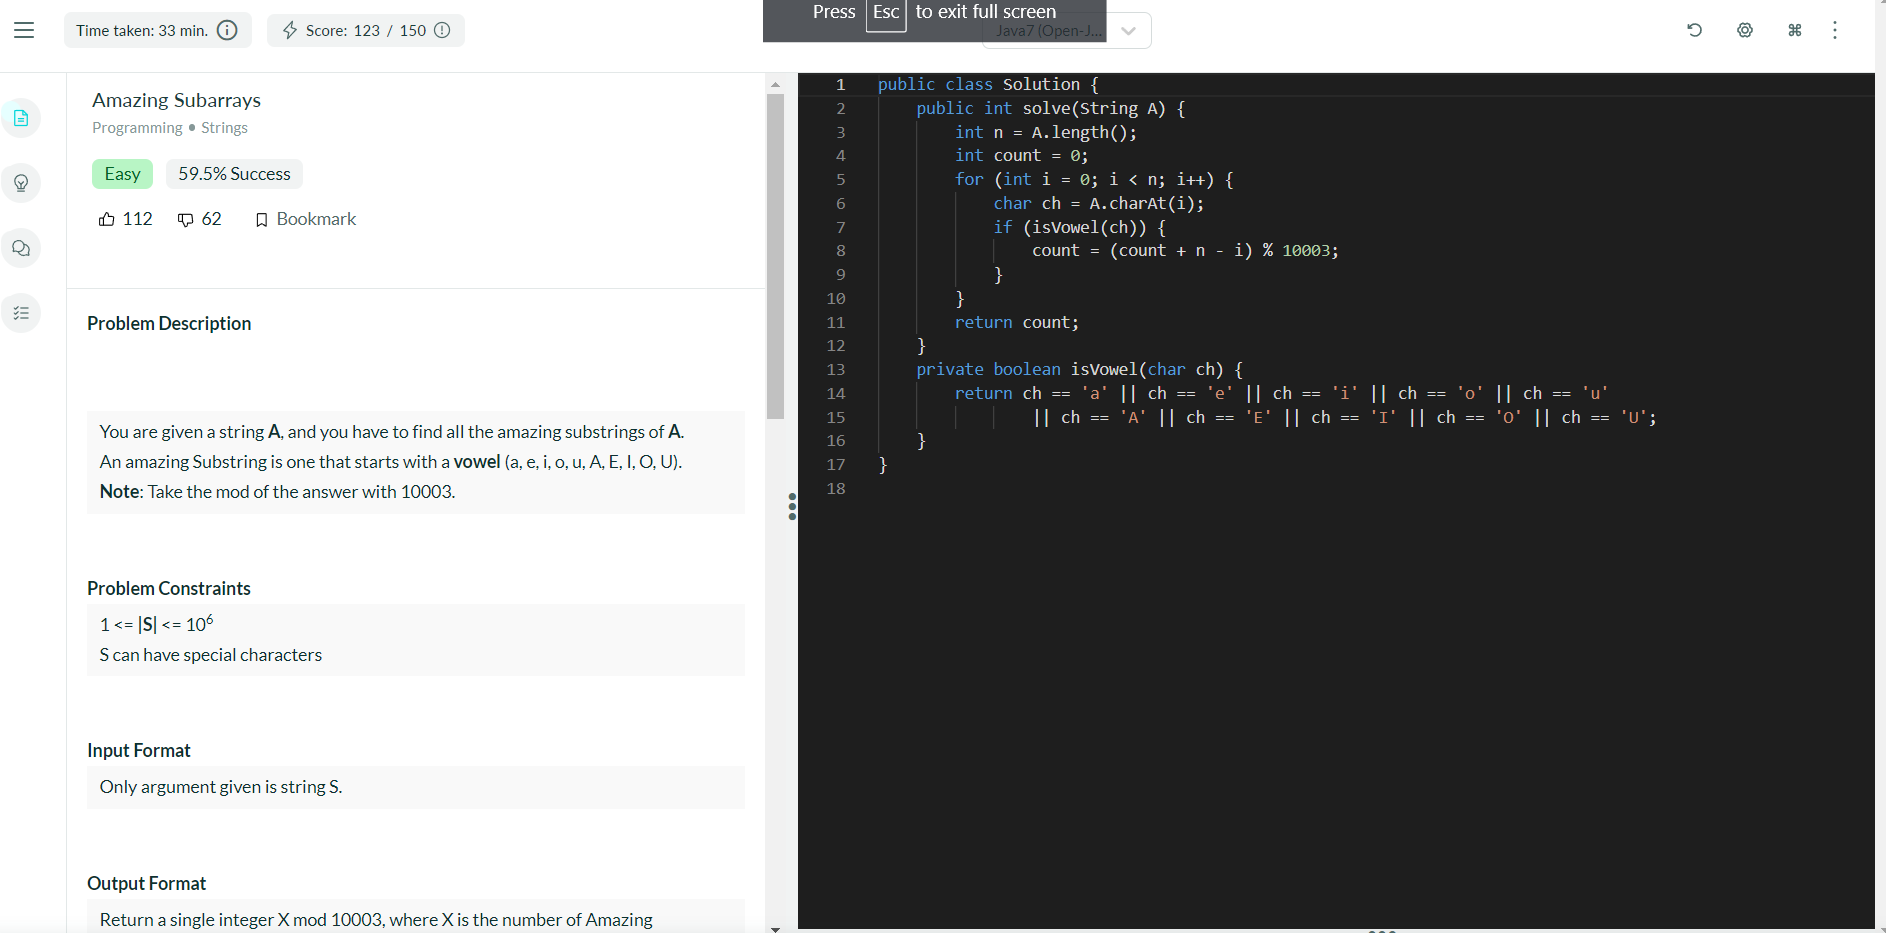 Time taken: 33 min.
Score: 123 / 150
Press Esc to exit full screen
Java7 (Open-J...
Amazing Subarrays
Programming • Strings
Easy
59.5% Success
112
62
Bookmark
Problem Description
You are given a string A, and you have to find all the amazing substrings of A.
An amazing Substring is one that starts with a vowel (a, e, i, o, u, A, E, I, O, U).
Note: Take the mod of the answer with 10003.
Problem Constraints
1 <= |S| <= 10⁶
S can have special characters
Input Format
Only argument given is string S.
Output Format
Return a single integer X mod 10003, where X is the number of Amazing
1 public class Solution {
2     public int solve(String A) {
3         int n = A.length();
4         int count = 0;
5         for (int i = 0; i < n; i++) {
6             char ch = A.charAt(i);
7             if (isVowel(ch)) {
8                 count = (count + n - i) % 10003;
9             }
10         }
11         return count;
12     }
13     private boolean isVowel(char ch) {
14         return ch == 'a' || ch == 'e' || ch == 'i' || ch == 'o' || ch == 'u'
15                 || ch == 'A' || ch == 'E' || ch == 'I' || ch == 'O' || ch == 'U';
16     }
17 }
18